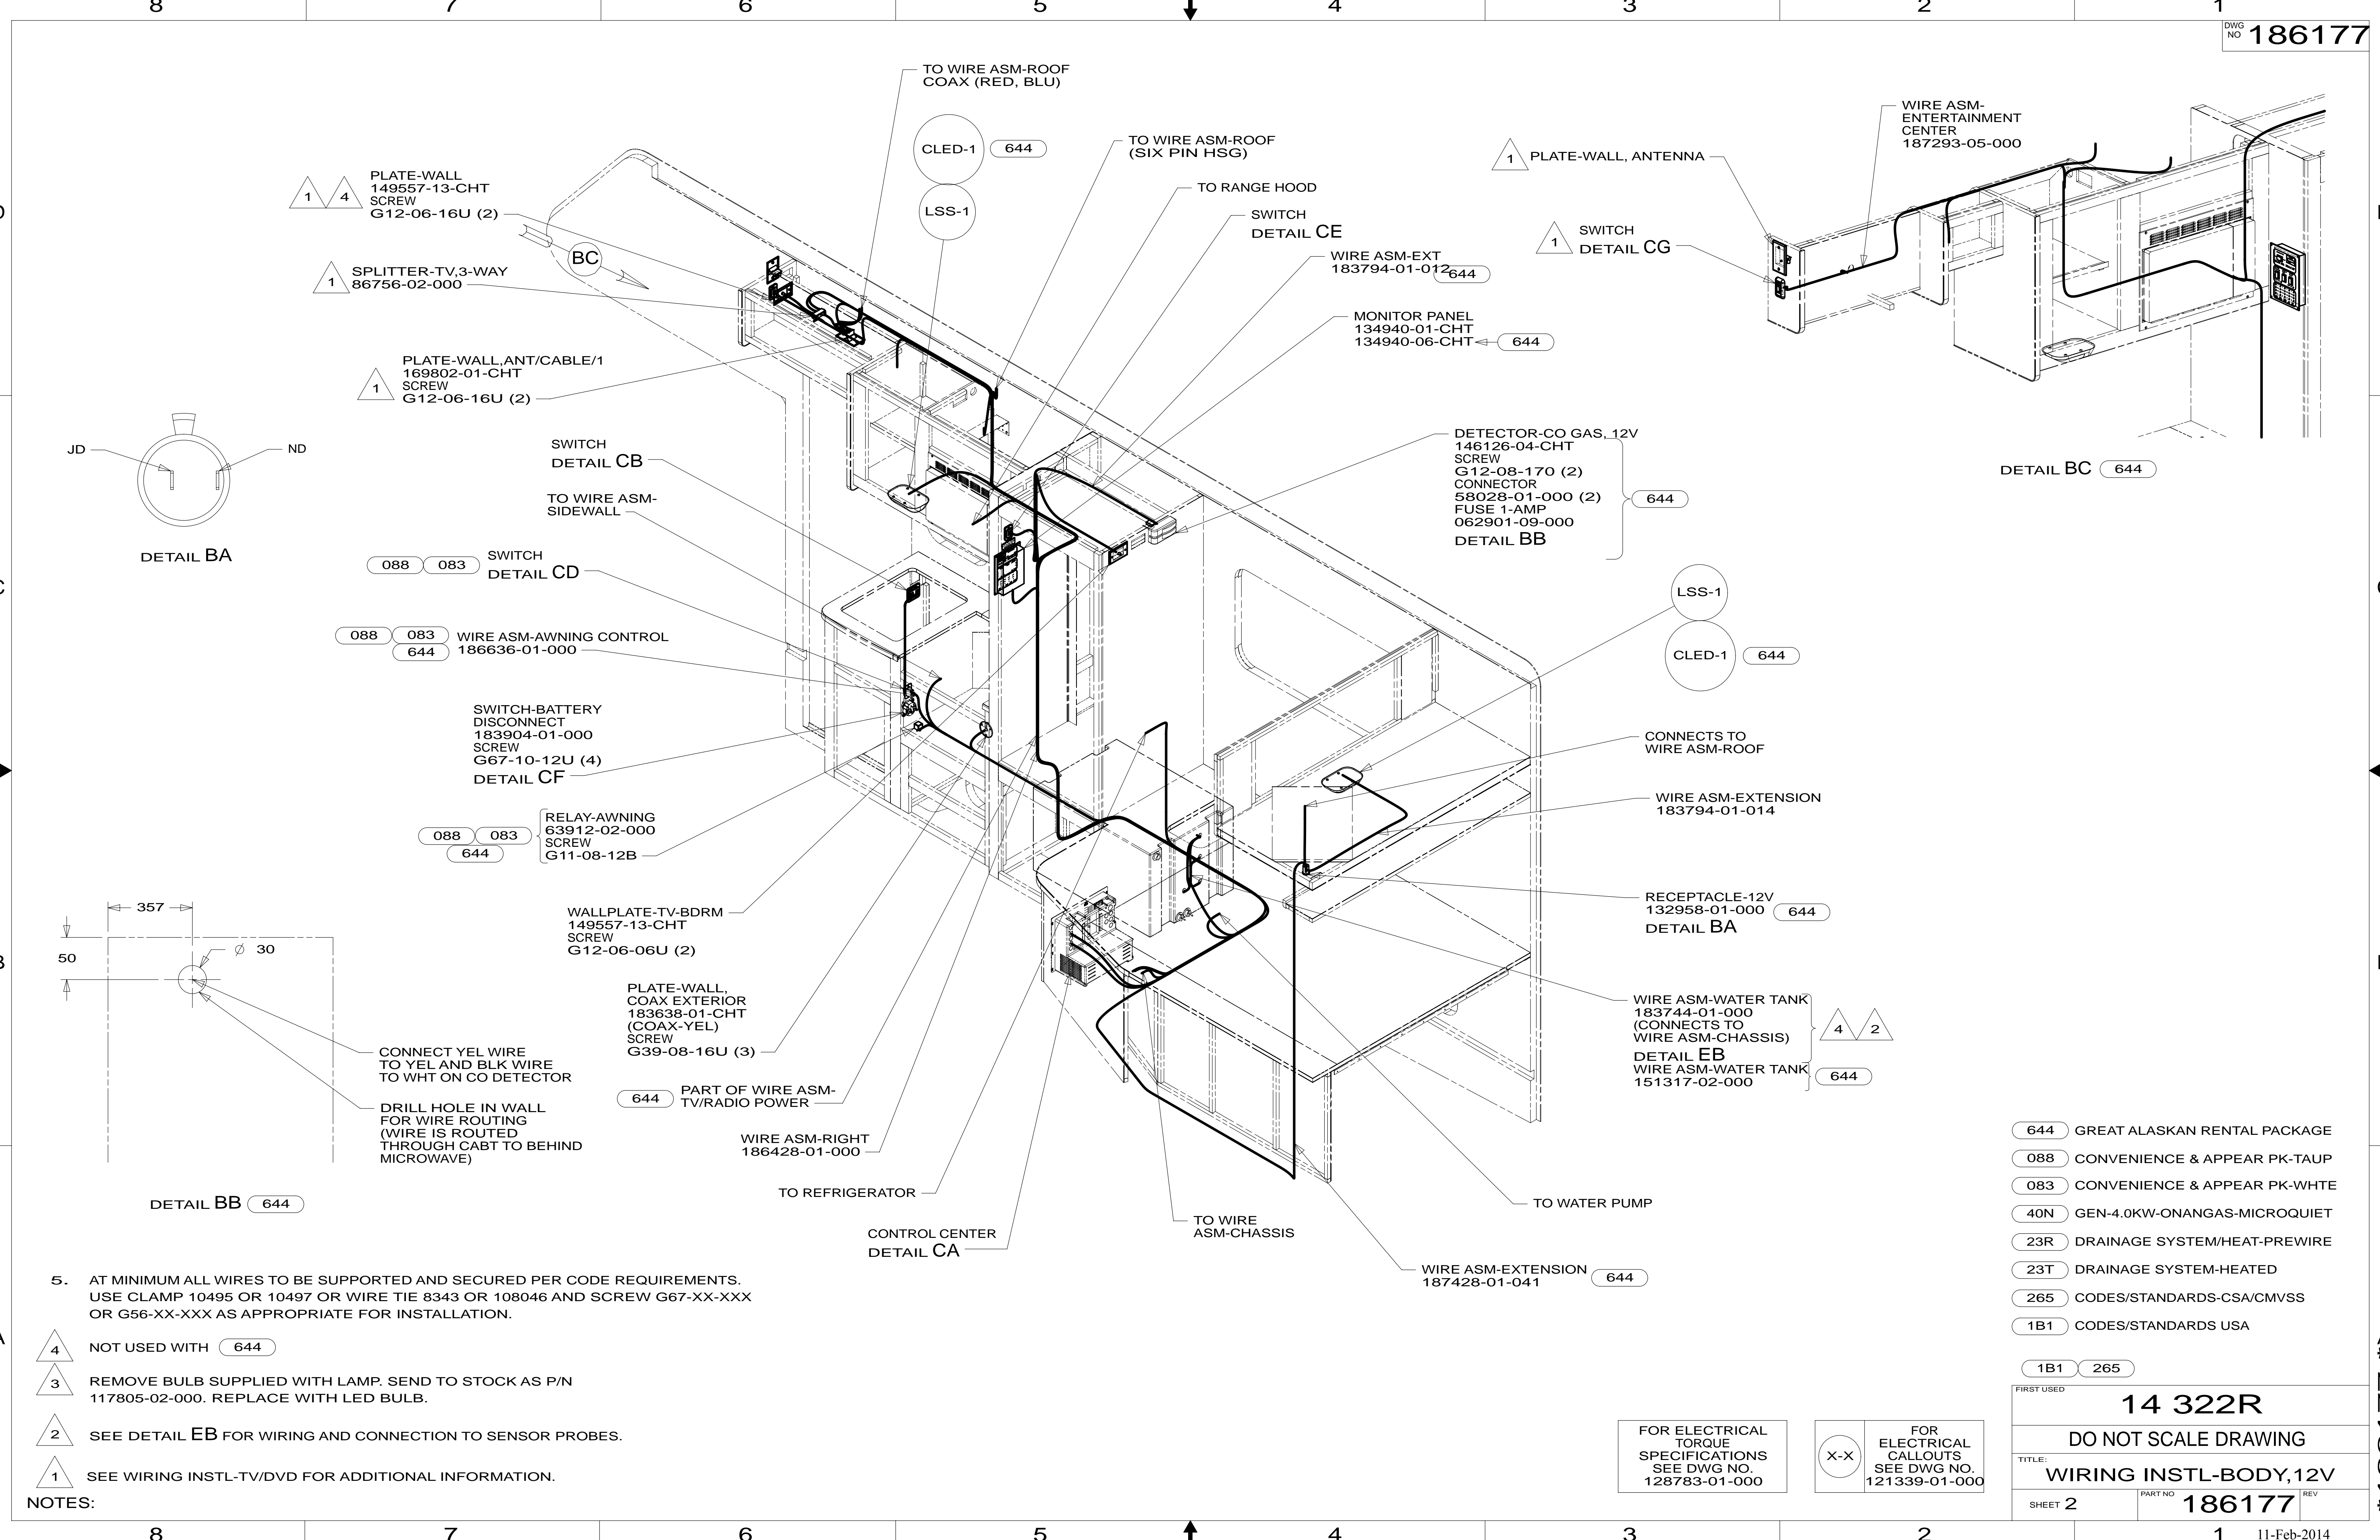 8 7 6 5 4 3 2 1
DWG
NO 186177
TO WIRE ASM-ROOF
COAX (RED, BLU)
CLED-1 644
LSS-1
TO WIRE ASM-ROOF
(SIX PIN HSG)
TO RANGE HOOD
SWITCH
DETAIL CE
WIRE ASM-EXT
183794-01-012 644
MONITOR PANEL
134940-01-CHT
134940-06-CHT 644
1 4 PLATE-WALL
149557-13-CHT
SCREW
G12-06-16U (2)
BC
1 SPLITTER-TV,3-WAY
86756-02-000
1 PLATE-WALL,ANT/CABLE/1
169802-01-CHT
SCREW
G12-06-16U (2)
1 PLATE-WALL, ANTENNA
WIRE ASM-
ENTERTAINMENT
CENTER
187293-05-000
1 SWITCH
DETAIL CG
DETAIL BC 644
JD
ND
DETAIL BA
SWITCH
DETAIL CB
TO WIRE ASM-
SIDEWALL
088 083 SWITCH
DETAIL CD
088 083 644 WIRE ASM-AWNING CONTROL
186636-01-000
SWITCH-BATTERY
DISCONNECT
183904-01-000
SCREW
G67-10-12U (4)
DETAIL CF
088 083 644 RELAY-AWNING
63912-02-000
SCREW
G11-08-12B
DETECTOR-CO GAS, 12V
146126-04-CHT
SCREW
G12-08-170 (2)
CONNECTOR
58028-01-000 (2)
FUSE 1-AMP
062901-09-000
DETAIL BB
644
LSS-1
CLED-1 644
CONNECTS TO
WIRE ASM-ROOF
WIRE ASM-EXTENSION
183794-01-014
RECEPTACLE-12V
132958-01-000 644
DETAIL BA
WIRE ASM-WATER TANK
183744-01-000
(CONNECTS TO
WIRE ASM-CHASSIS)
DETAIL EB
4 2
WIRE ASM-WATER TANK
151317-02-000
644
357
50
Ø 30
CONNECT YEL WIRE
TO YEL AND BLK WIRE
TO WHT ON CO DETECTOR
DRILL HOLE IN WALL
FOR WIRE ROUTING
(WIRE IS ROUTED
THROUGH CABT TO BEHIND
MICROWAVE)
DETAIL BB 644
WALLPLATE-TV-BDRM
149557-13-CHT
SCREW
G12-06-06U (2)
PLATE-WALL,
COAX EXTERIOR
183638-01-CHT
(COAX-YEL)
SCREW
G39-08-16U (3)
644 PART OF WIRE ASM-
TV/RADIO POWER
WIRE ASM-RIGHT
186428-01-000
TO REFRIGERATOR
CONTROL CENTER
DETAIL CA
TO WIRE
ASM-CHASSIS
TO WATER PUMP
WIRE ASM-EXTENSION
187428-01-041 644
644 GREAT ALASKAN RENTAL PACKAGE
088 CONVENIENCE & APPEAR PK-TAUP
083 CONVENIENCE & APPEAR PK-WHTE
40N GEN-4.0KW-ONANGAS-MICROQUIET
23R DRAINAGE SYSTEM/HEAT-PREWIRE
23T DRAINAGE SYSTEM-HEATED
265 CODES/STANDARDS-CSA/CMVSS
1B1 CODES/STANDARDS USA
1B1 265
5. AT MINIMUM ALL WIRES TO BE SUPPORTED AND SECURED PER CODE REQUIREMENTS.
USE CLAMP 10495 OR 10497 OR WIRE TIE 8343 OR 108046 AND SCREW G67-XX-XXX
OR G56-XX-XXX AS APPROPRIATE FOR INSTALLATION.
4 NOT USED WITH 644
3 REMOVE BULB SUPPLIED WITH LAMP. SEND TO STOCK AS P/N
117805-02-000. REPLACE WITH LED BULB.
2 SEE DETAIL EB FOR WIRING AND CONNECTION TO SENSOR PROBES.
1 SEE WIRING INSTL-TV/DVD FOR ADDITIONAL INFORMATION.
NOTES:
FOR ELECTRICAL
TORQUE
SPECIFICATIONS
SEE DWG NO.
128783-01-000
X-X
FOR
ELECTRICAL
CALLOUTS
SEE DWG NO.
121339-01-000
FIRST USED
14 322R
DO NOT SCALE DRAWING
TITLE:
WIRING INSTL-BODY,12V
SHEET 2 PART NO 186177 REV
8 7 6 5 4 3 2 1
11-Feb-2014